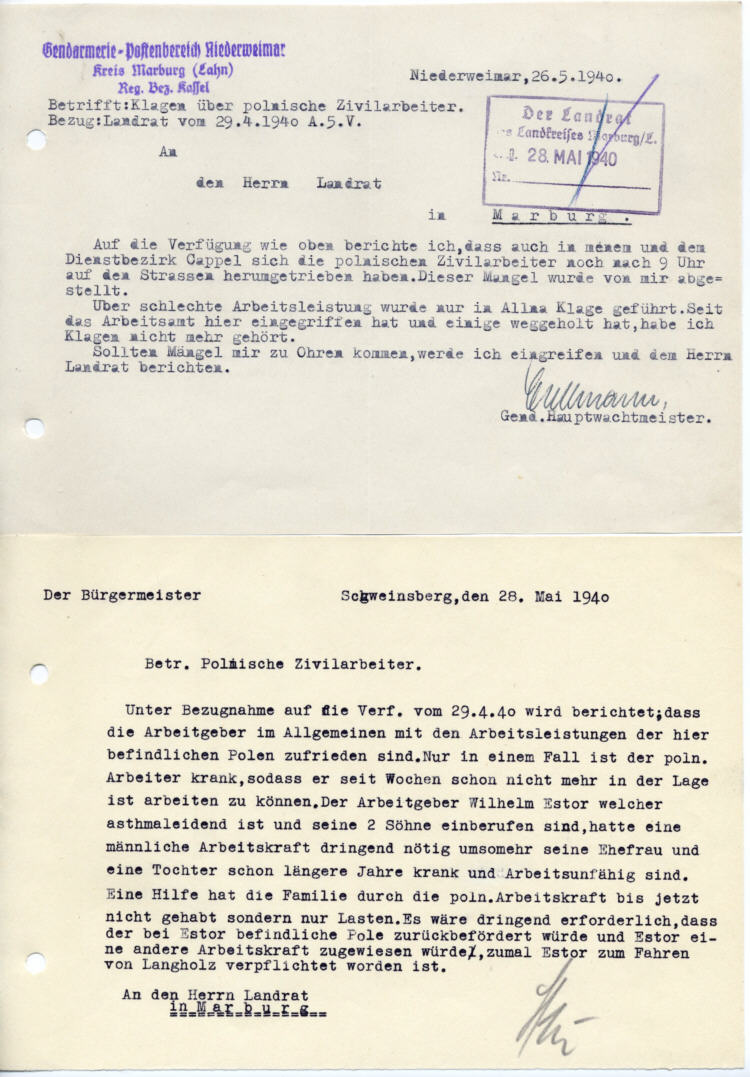 Gendarmerie-Postenbereich Niederweimar
Kreis Marburg (Lahn)
Reg. Bez. Kassel
Niederweimar,26.5.1940.
Betrifft:Klagen über polnische Zivilarbeiter.
Bezug:Landrat vom 29.4.1940 A.5.V.
Der Landrat
des Landkreises Marburg/L.
28. MAI 1940
Nr.
An
den Herrn Landrat
in Marburg.
Auf die Verfügung wie oben berichte ich,dass auch in menem und dem
Dienstbezirk Cappel sich die polnischen Zivilarbeiter noch nach 9 Uhr
auf den Strassen herumgetrieben haben.Dieser Mangel wurde von mir abge=
stellt.
Uber schlechte Arbeitsleistung wurde nur in Allna Klage geführt.Seit
das Arbeitsamt hier eingegriffen hat und einige weggeholt hat,habe ich
Klagen nicht mehr gehört.
Sollten Mängel mir zu Ohren kommen,werde ich eingreifen und dem Herrn
Landrat berichten.
Gend.Hauptwachtmeister.
Der Bürgermeister
Schweinsberg,den 28. Mai 1940
Betr. Polnische Zivilarbeiter.
Unter Bezugnahme auf die Verf. vom 29.4.40 wird berichtet;dass
die Arbeitgeber im Allgemeinen mit den Arbeitsleistungen der hier
befindlichen Polen zufrieden sind.Nur in einem Fall ist der poln.
Arbeiter krank,sodass er seit Wochen schon nicht mehr in der Lage
ist arbeiten zu können.Der Arbeitgeber Wilhelm Estor welcher
asthmaleidend ist und seine 2 Söhne einberufen sind,hatte eine
männliche Arbeitskraft dringend nötig umsomehr seine Ehefrau und
eine Tochter schon längere Jahre krank und Arbeitsunfähig sind.
Eine Hilfe hat die Familie durch die poln.Arbeitskraft bis jetzt
nicht gehabt sondern nur Lasten.Es wäre dringend erforderlich,dass
der bei Estor befindliche Pole zurückbefördert würde und Estor ei-
ne andere Arbeitskraft zugewiesen würde,zumal Estor zum Fahren
von Langholz verpflichtet worden ist.
An den Herrn Landrat
in Marburg